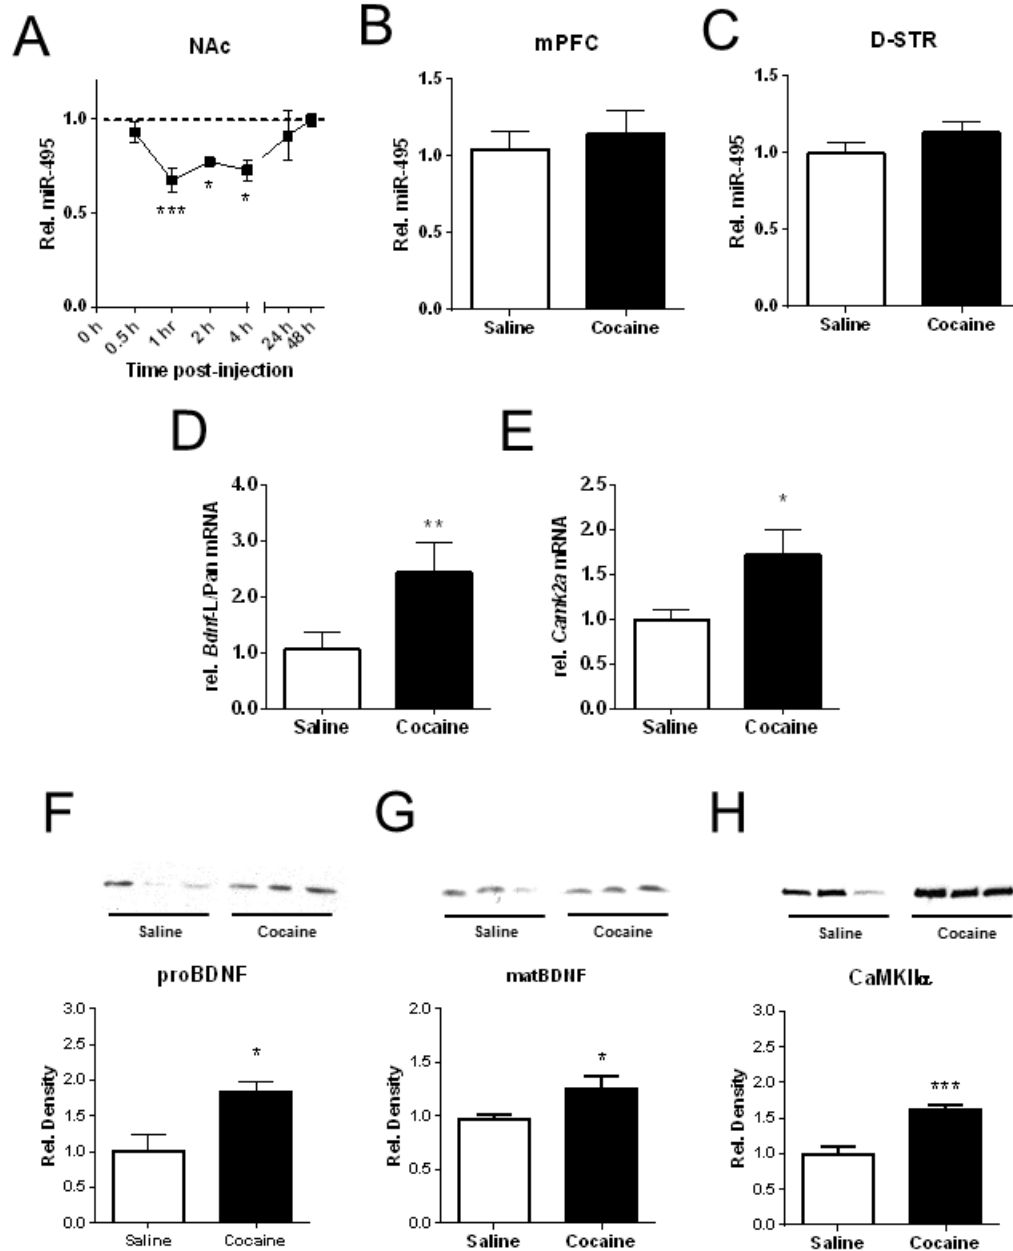 A
NAc
Rel. miR-495
1.0
0.5
0.0
0 h
0.5 h
1 hr
2 h
4 h
24 h
48 h
***
*
*
Time post-injection
B
mPFC
Rel. miR-495
1.5
1.0
0.5
0.0
Saline
Cocaine
C
D-STR
Rel. miR-495
1.5
1.0
0.5
0.0
Saline
Cocaine
D
rel. Bdnf-L/Pan mRNA
4.0
3.0
2.0
1.0
0.0
**
Saline
Cocaine
E
rel. Camk2a mRNA
2.5
2.0
1.5
1.0
0.5
0.0
*
Saline
Cocaine
F
Saline
Cocaine
proBDNF
Rel. Density
3.0
2.5
2.0
1.5
1.0
0.5
0.0
*
Saline
Cocaine
G
Saline
Cocaine
matBDNF
Rel. Density
2.0
1.5
1.0
0.5
0.0
*
Saline
Cocaine
H
Saline
Cocaine
CaMKIIα
Rel. Density
3.0
2.5
2.0
1.5
1.0
0.5
0.0
***
Saline
Cocaine